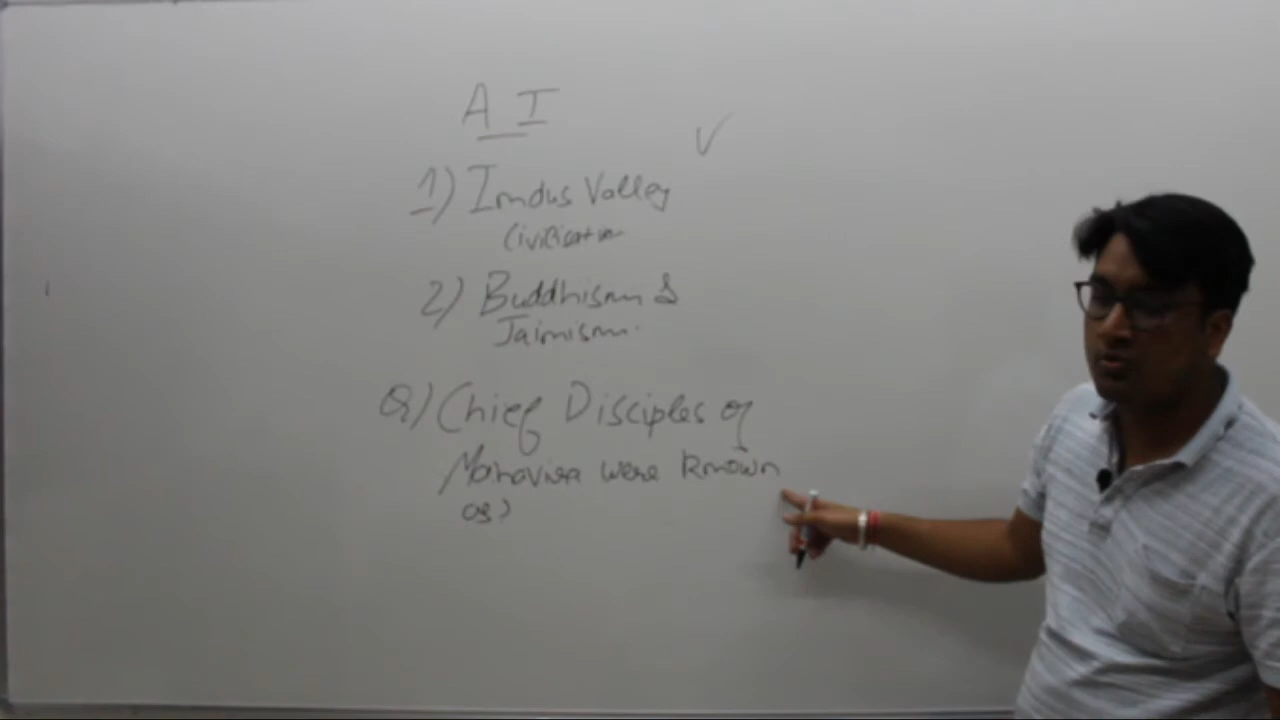 A I
1) Indus Valley
Civilisation
2) Buddhism &
Jainism.
Q) Chief Disciples of
Mahavira were known
as?